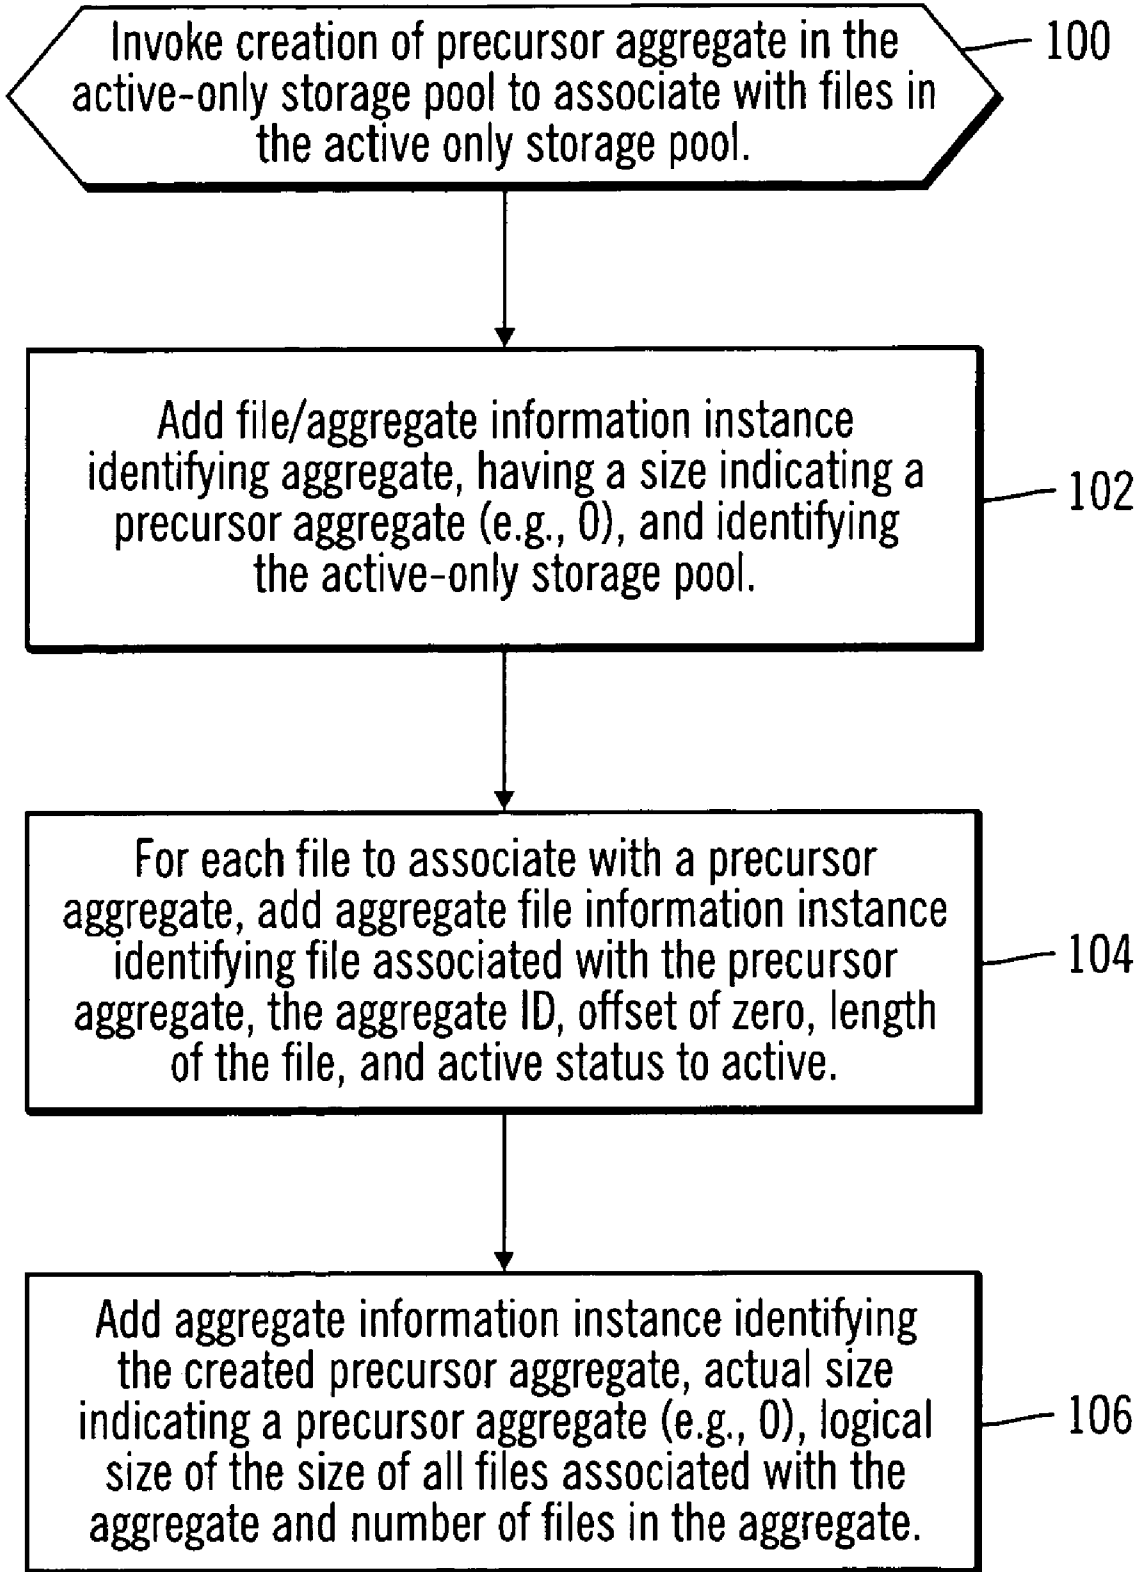 Invoke creation of precursor aggregate in the
active-only storage pool to associate with files in
the active only storage pool.
100
Add file/aggregate information instance
identifying aggregate, having a size indicating a
precursor aggregate (e.g., 0), and identifying
the active-only storage pool.
102
For each file to associate with a precursor
aggregate, add aggregate file information instance
identifying file associated with the precursor
aggregate, the aggregate ID, offset of zero, length
of the file, and active status to active.
104
Add aggregate information instance identifying
the created precursor aggregate, actual size
indicating a precursor aggregate (e.g., 0), logical
size of the size of all files associated with the
aggregate and number of files in the aggregate.
106